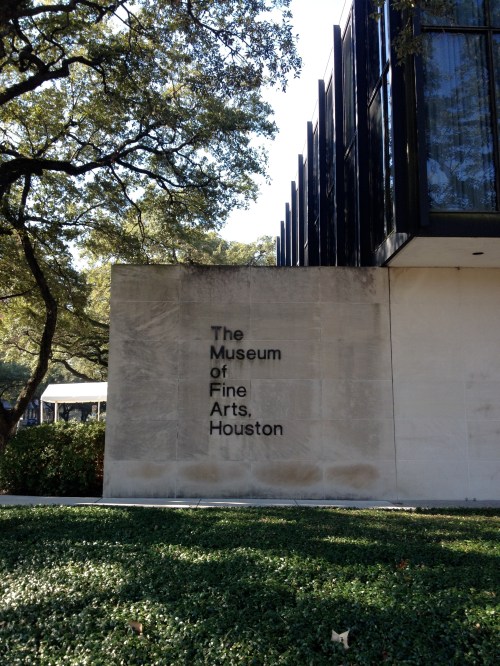 The
Museum
of
Fine
Arts,
Houston